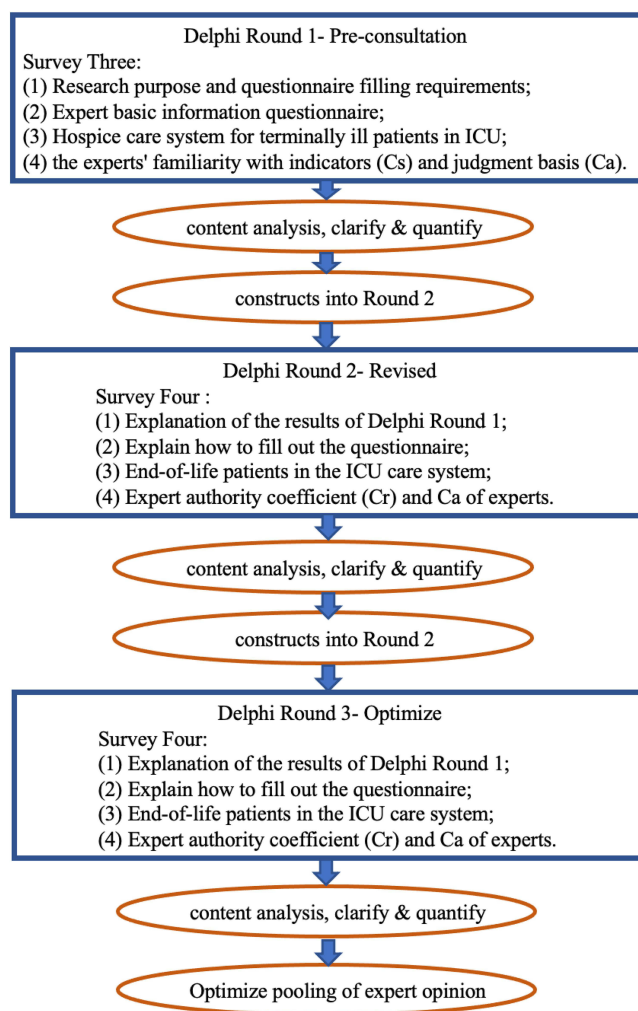 Delphi Round 1- Pre-consultation
Survey Three:
(1) Research purpose and questionnaire filling requirements;
(2) Expert basic information questionnaire;
(3) Hospice care system for terminally ill patients in ICU;
(4) the experts' familiarity with indicators (Cs) and judgment basis (Ca).
content analysis, clarify & quantify
constructs into Round 2
Delphi Round 2- Revised
Survey Four :
(1) Explanation of the results of Delphi Round 1;
(2) Explain how to fill out the questionnaire;
(3) End-of-life patients in the ICU care system;
(4) Expert authority coefficient (Cr) and Ca of experts.
content analysis, clarify & quantify
constructs into Round 2
Delphi Round 3- Optimize
Survey Four:
(1) Explanation of the results of Delphi Round 1;
(2) Explain how to fill out the questionnaire;
(3) End-of-life patients in the ICU care system;
(4) Expert authority coefficient (Cr) and Ca of experts.
content analysis, clarify & quantify
Optimize pooling of expert opinion